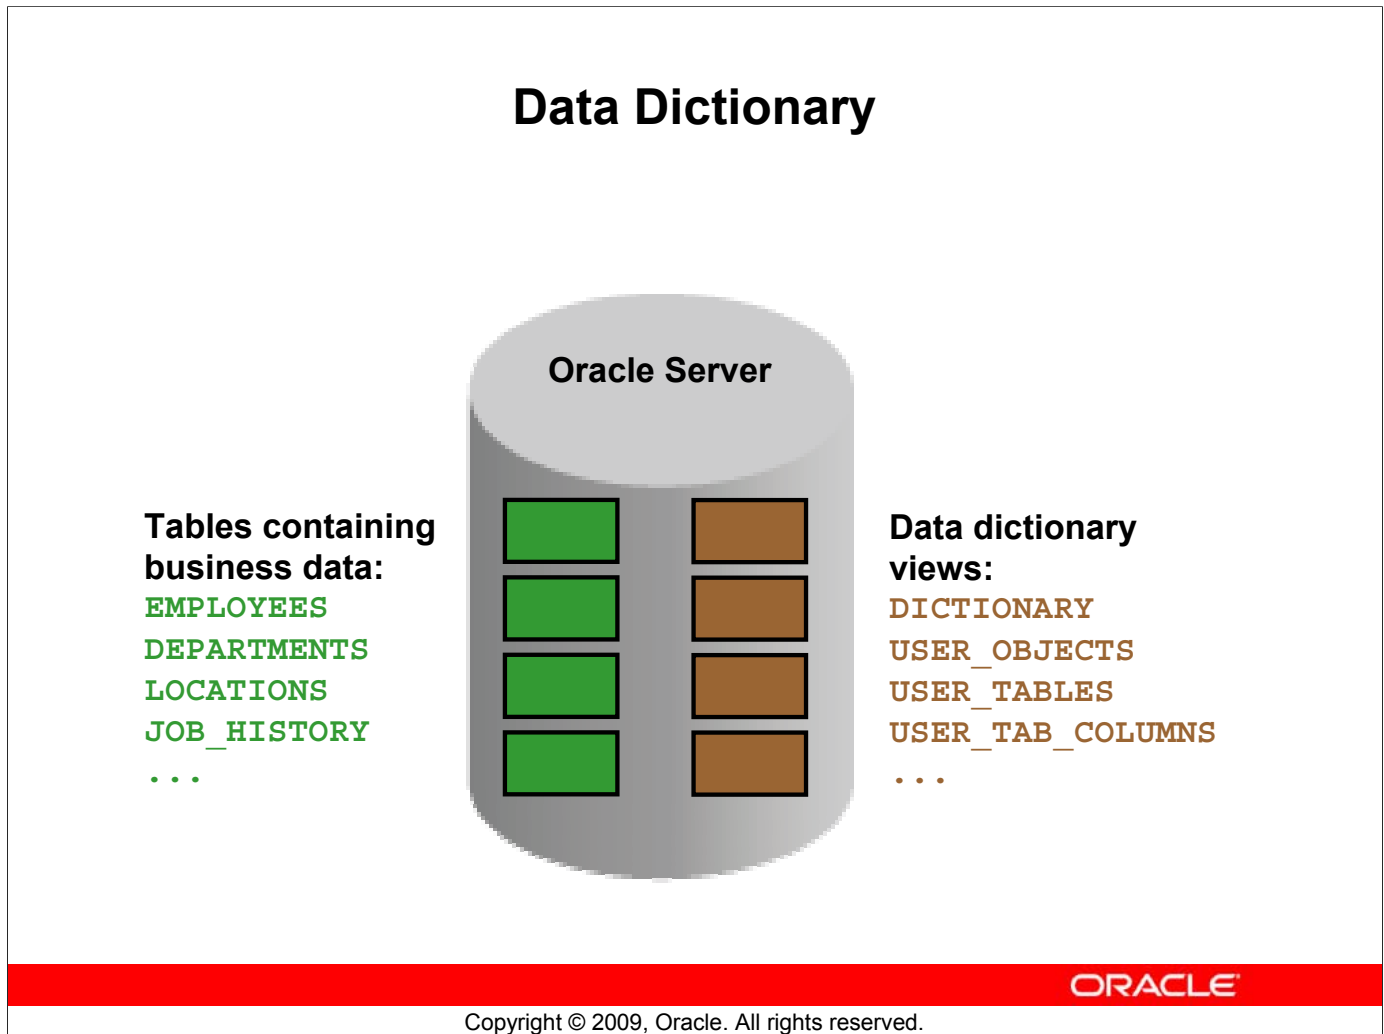 Data Dictionary
Oracle Server
Tables containing
business data:
EMPLOYEES
DEPARTMENTS
LOCATIONS
JOB_HISTORY
...
Data dictionary
views:
DICTIONARY
USER_OBJECTS
USER_TABLES
USER_TAB_COLUMNS
...
ORACLE
Copyright © 2009, Oracle. All rights reserved.